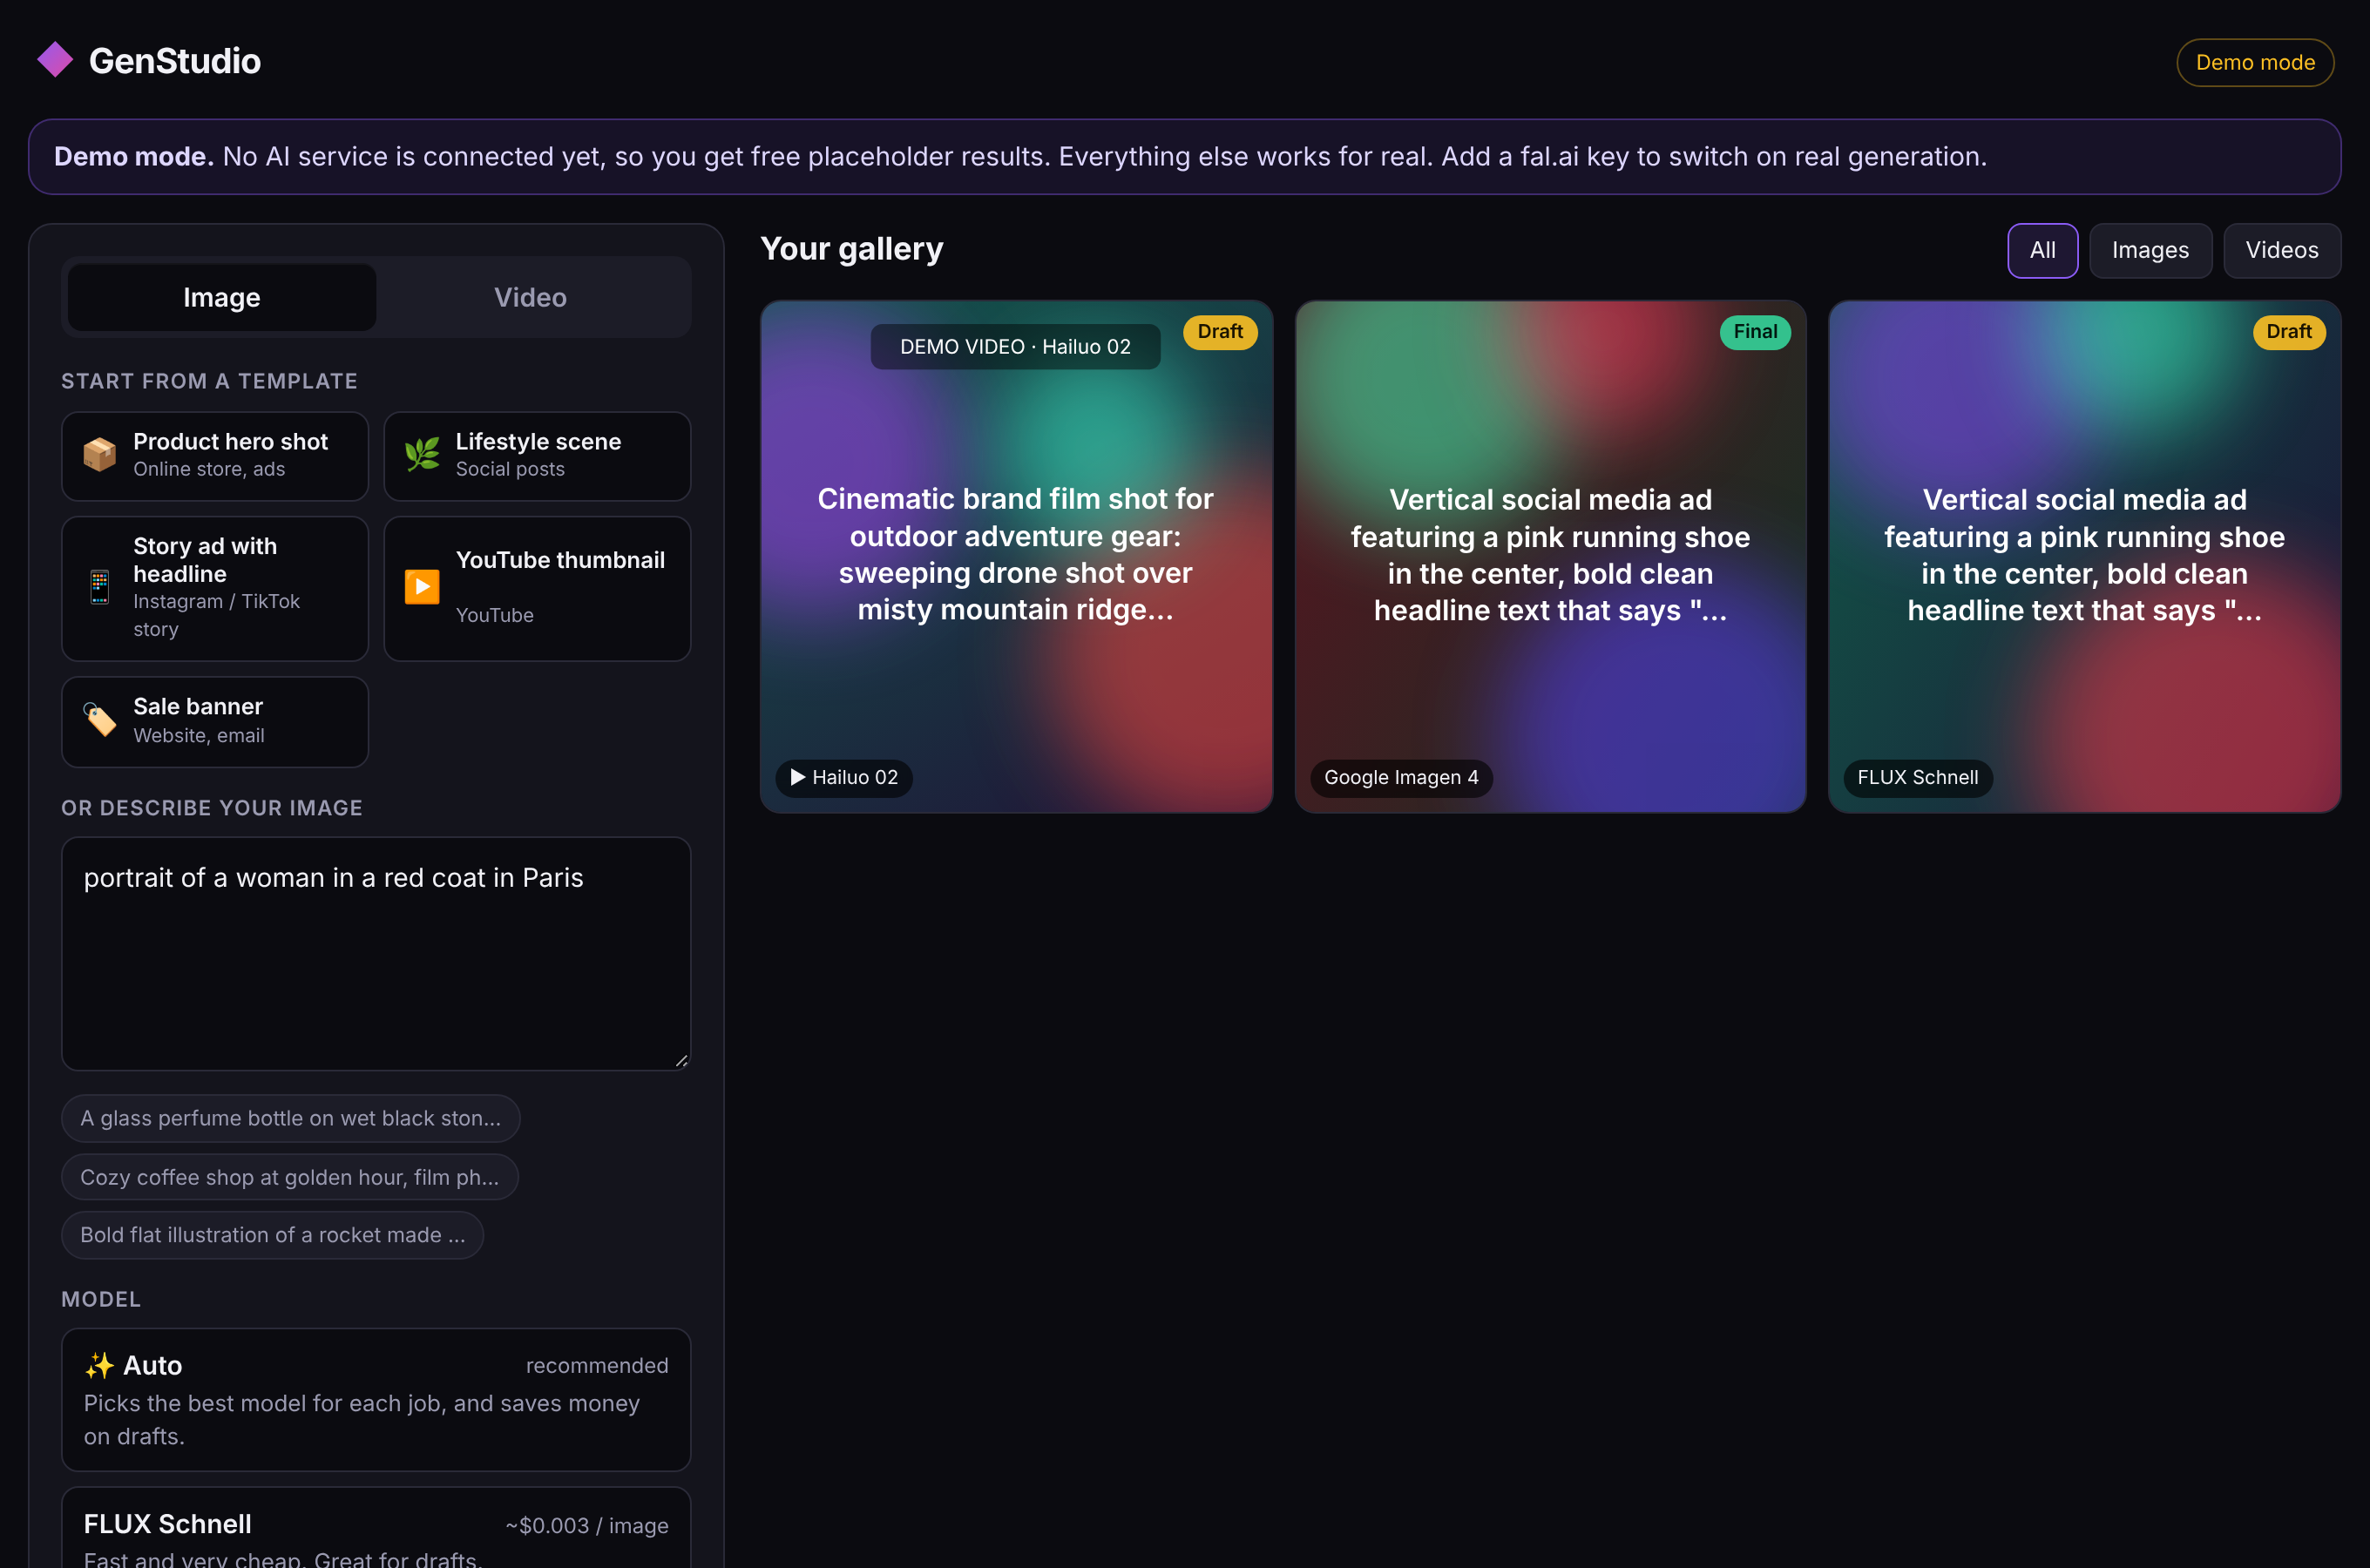 GenStudio
Demo mode
Demo mode. No AI service is connected yet, so you get free placeholder results. Everything else works for real. Add a fal.ai key to switch on real generation.
Image
Video
START FROM A TEMPLATE
Product hero shot
Online store, ads
Lifestyle scene
Social posts
Story ad with
headline
Instagram / TikTok
story
YouTube thumbnail
YouTube
Sale banner
Website, email
OR DESCRIBE YOUR IMAGE
portrait of a woman in a red coat in Paris
A glass perfume bottle on wet black ston...
Cozy coffee shop at golden hour, film ph...
Bold flat illustration of a rocket made ...
MODEL
✨ Auto
recommended
Picks the best model for each job, and saves money
on drafts.
FLUX Schnell
~$0.003 / image
Fast and very cheap. Great for drafts.
Your gallery
All
Images
Videos
DEMO VIDEO · Hailuo 02
Draft
Cinematic brand film shot for
outdoor adventure gear:
sweeping drone shot over
misty mountain ridge...
▶ Hailuo 02
Final
Vertical social media ad
featuring a pink running shoe
in the center, bold clean
headline text that says "...
Google Imagen 4
Draft
Vertical social media ad
featuring a pink running shoe
in the center, bold clean
headline text that says "...
FLUX Schnell